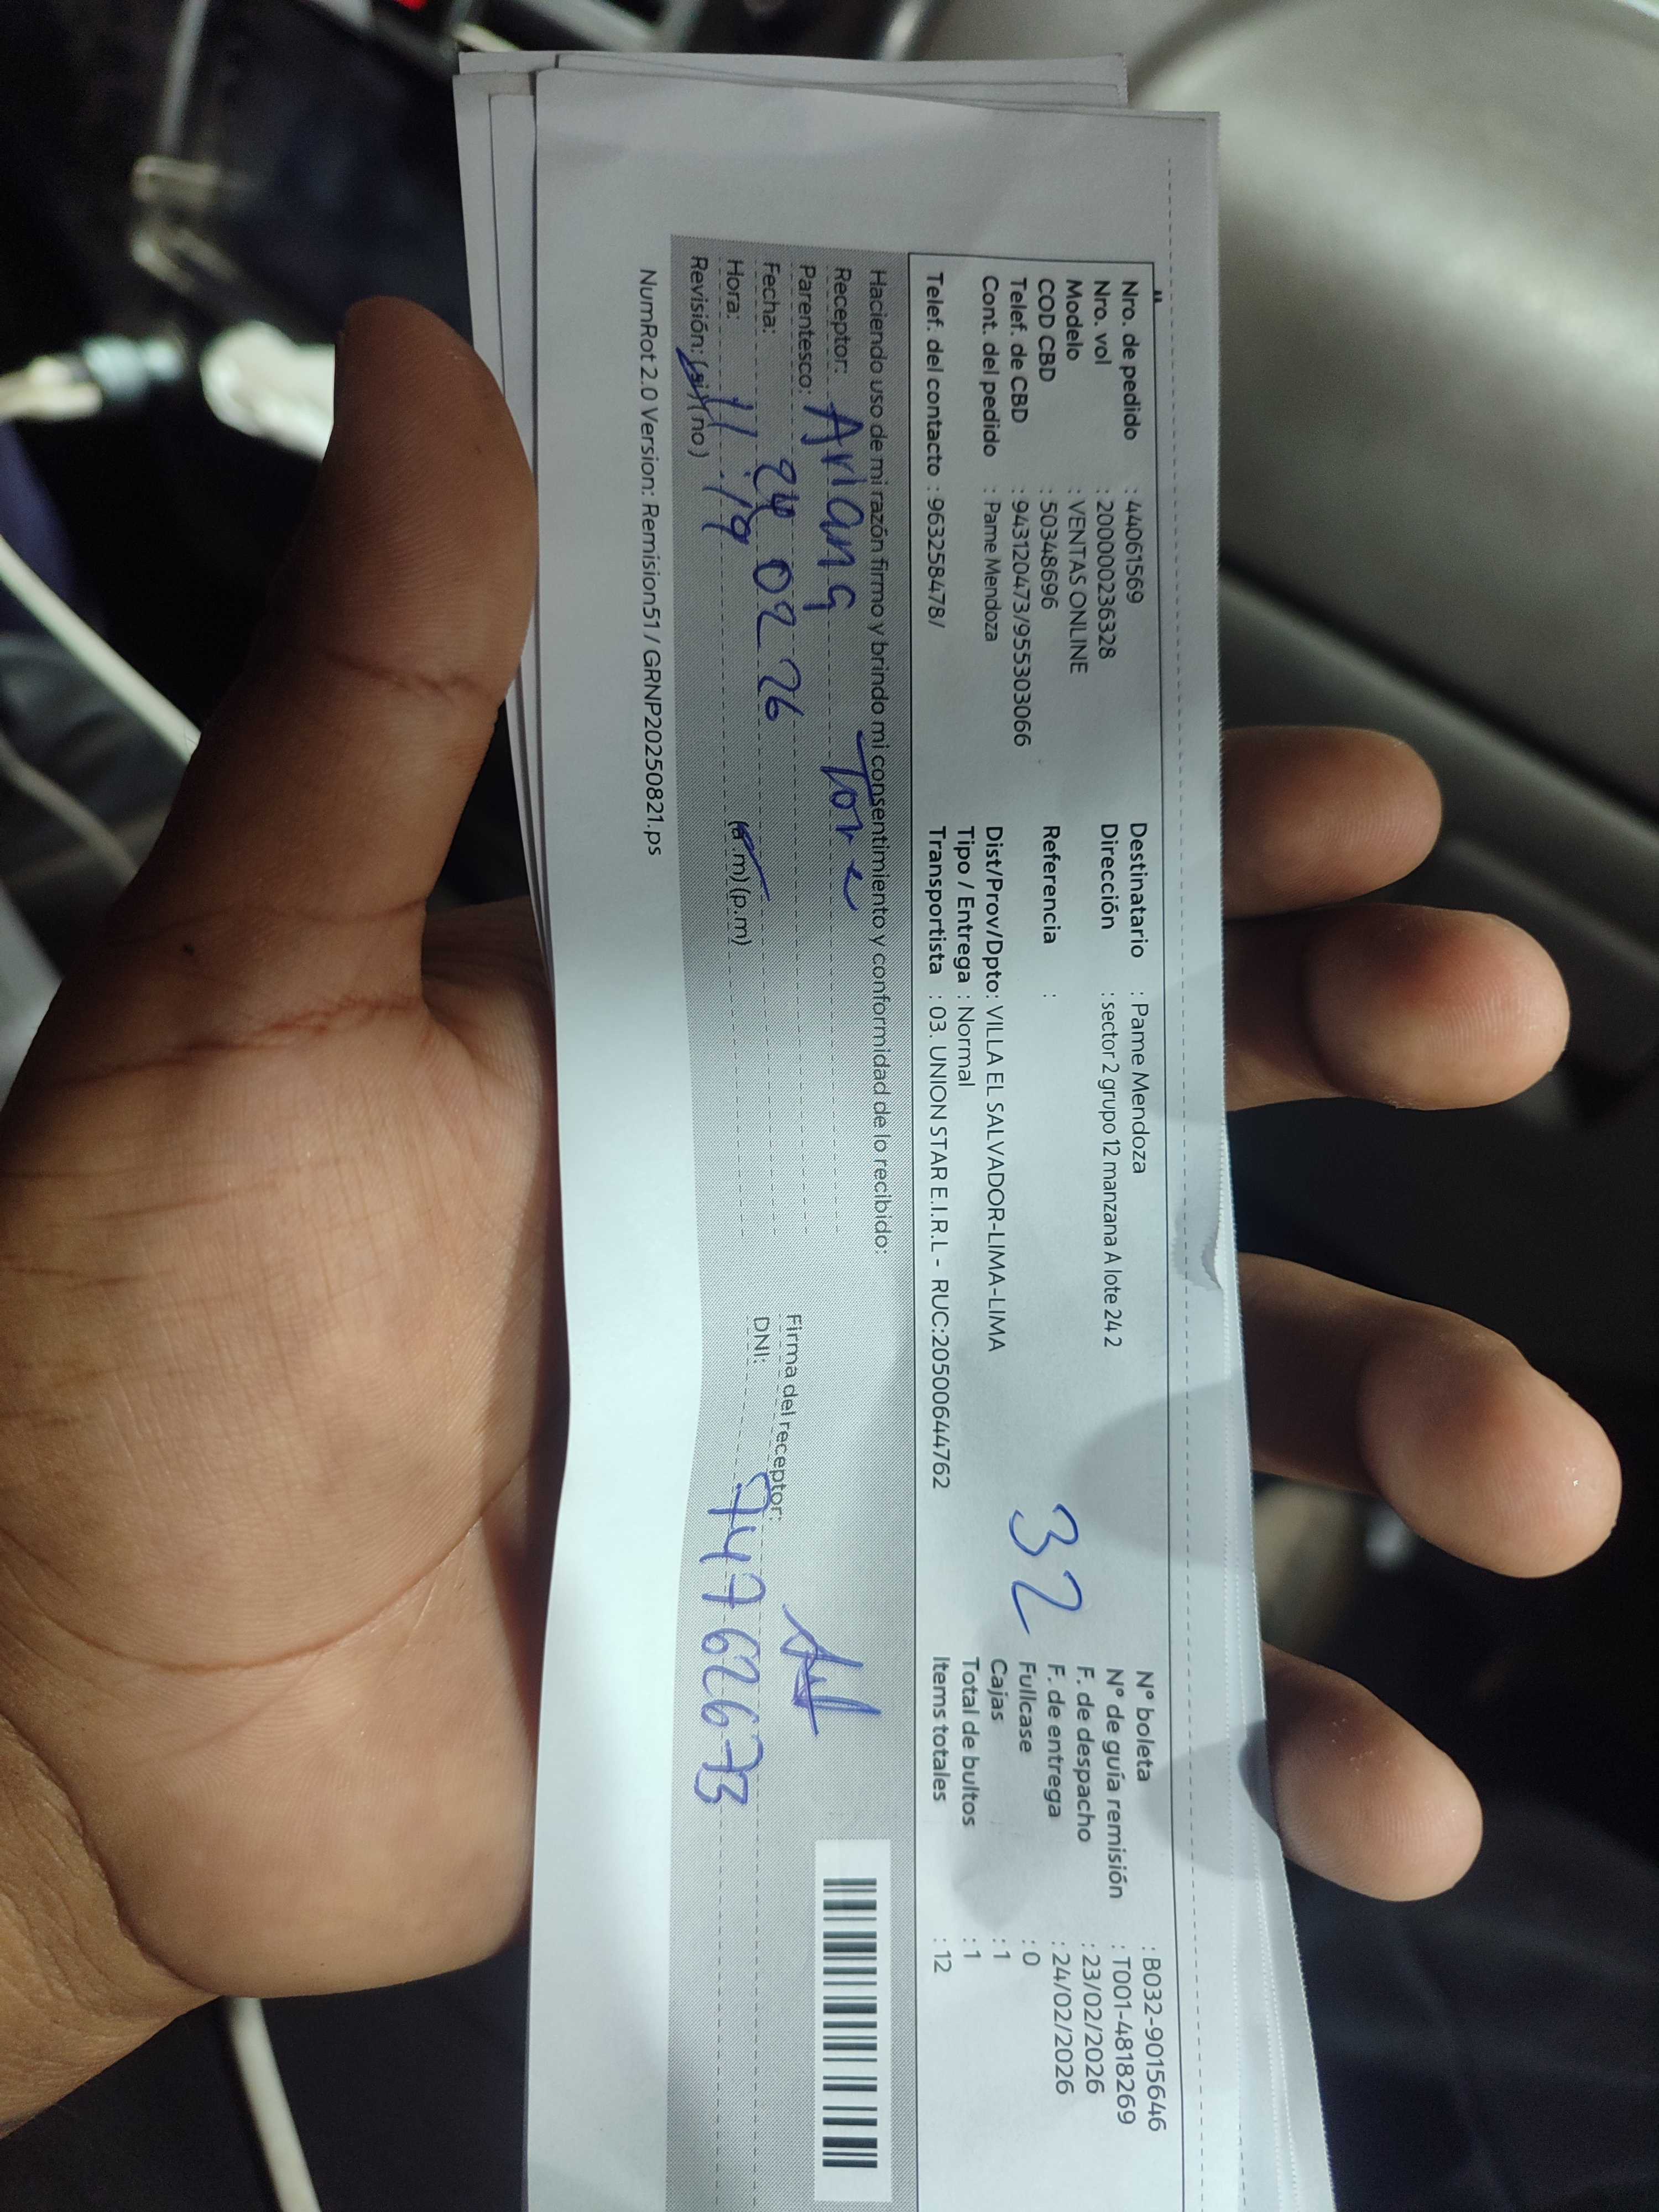 Nro. de pedido : 44061569
Nro. vol : 200000236328
Modelo : VENTAS ONLINE
COD CBD : 50348696
Telef. de CBD : 943120473/955303066
Cont. del pedido : Pame Mendoza
Telef. del contacto : 963258478/
Destinatario : Pame Mendoza
Dirección : sector 2 grupo 12 manzana A lote 24 2
Referencia :
Dist/Prov/Dpto: VILLA EL SALVADOR-LIMA-LIMA
Tipo / Entrega : Normal
Transportista : 03. UNION STAR E.I.R.L - RUC:20500644762
32
N° boleta : B032-9015646
N° de guía remisión : T001-4818269
F. de despacho : 23/02/2026
F. de entrega : 24/02/2026
Fullcase : 0
Cajas : 1
Total de bultos : 1
Items totales : 12
Haciendo uso de mi razón firmo y brindo mi consentimiento y conformidad de lo recibido:
Receptor: Ariana Torre
Parentesco:
Fecha: 24 02 26
Hora: 11:19 (a.m)(p.m)
Revisión: (si)(no)
Firma del receptor:
DNI: 74762673
NumRot 2.0 Version: Remision51 / GRNP20250821.ps